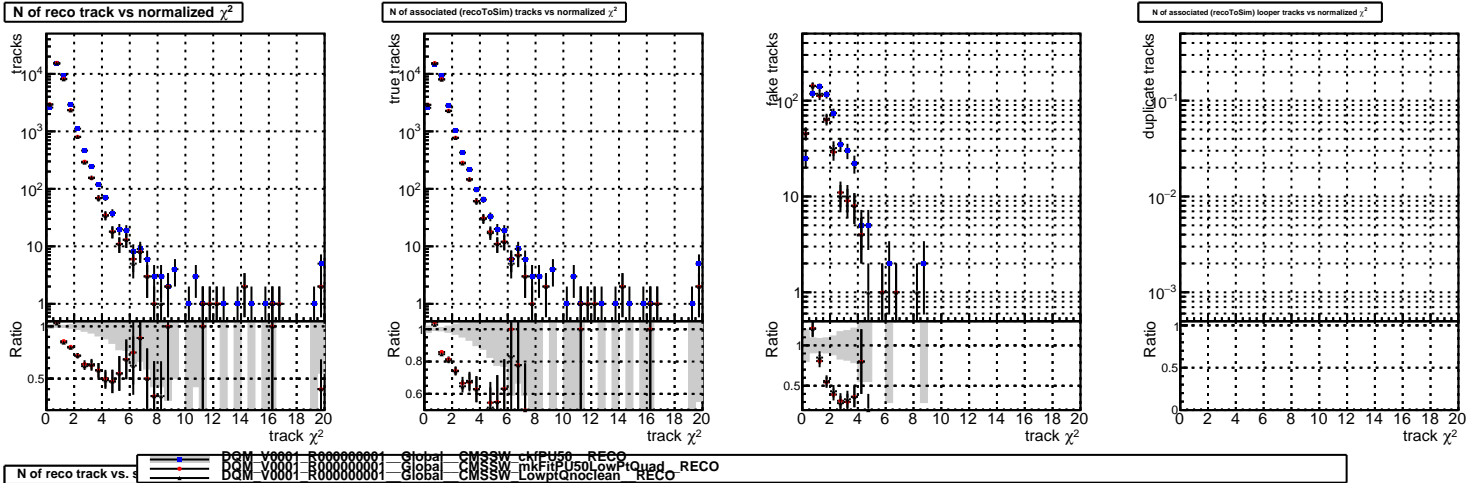 N of reco track vs normalized χ²
tracks
10⁴
10³
10²
10
1
Ratio
1
0.5
0 2 4 6 8 10 12 14 16 18 20
track χ²
N of associated (recoToSim) tracks vs normalized χ²
true tracks
10⁴
10³
10²
10
1
Ratio
1
0.8
0.6
0 2 4 6 8 10 12 14 16 18 20
track χ²
fake tracks
10²
10
1
Ratio
1
0.5
0 2 4 6 8 10 12 14 16 18 20
track χ²
N of associated (recoToSim) looper tracks vs normalized χ²
duplicate tracks
10⁻¹
10⁻²
10⁻³
Ratio
1
0.5
0
0 2 4 6 8 10 12 14 16 18 20
track χ²
DQM_V0001_R000000001__Global__CMSSW_ckfPU50__RECO
DQM_V0001_R000000001__Global__CMSSW_mkFitPU50LowPtQuad__RECO
DQM_V0001_R000000001__Global__CMSSW_LowptQnoclean__RECO
N of reco track vs. s